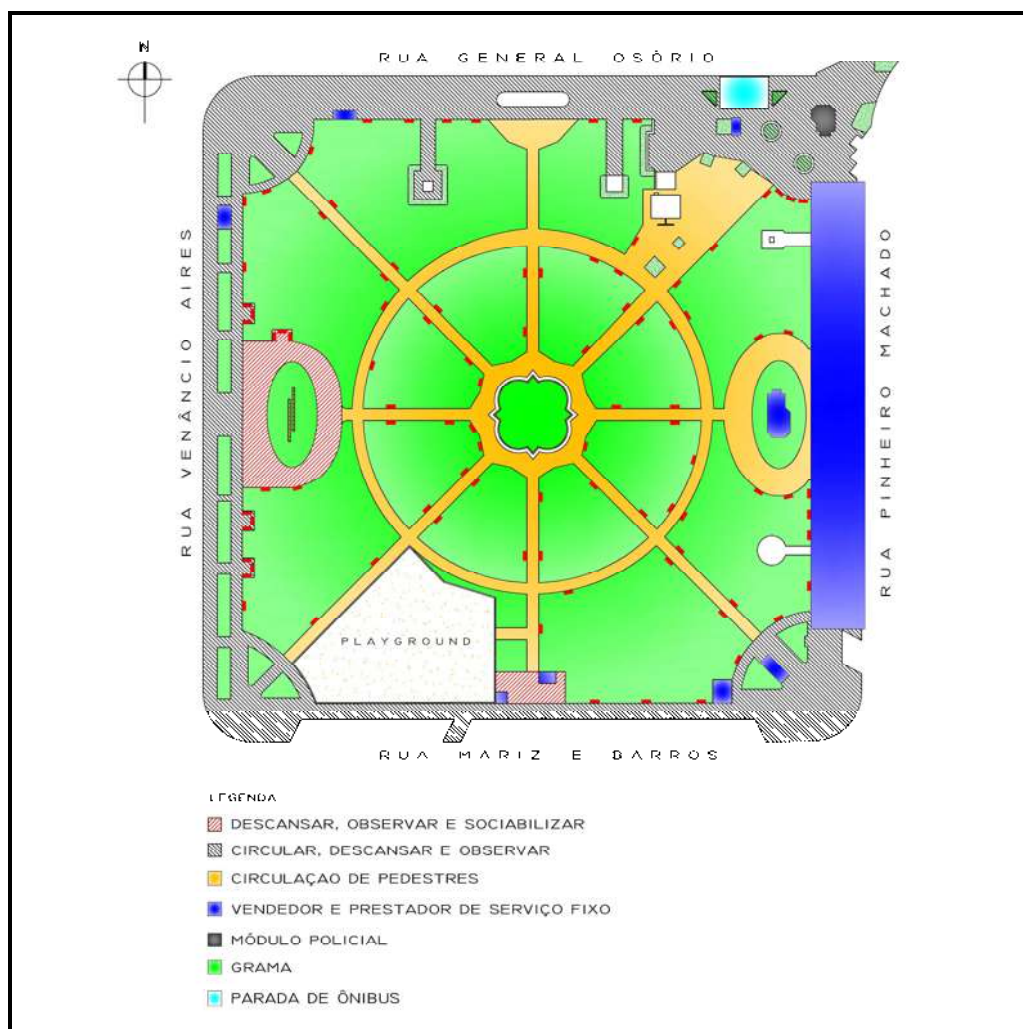 N
RUA GENERAL OSÓRIO
RUA VENÂNCIO AIRES
RUA PINHEIRO MACHADO
PLAYGROUND
RUA MARIZ E BARROS
LEGENDA
DESCANSAR, OBSERVAR E SOCIABILIZAR
CIRCULAR, DESCANSAR E OBSERVAR
CIRCULAÇAO DE PEDESTRES
VENDEDOR E PRESTADOR DE SERVIÇO FIXO
MÓDULO POLICIAL
GRAMA
PARADA DE ÔNIBUS